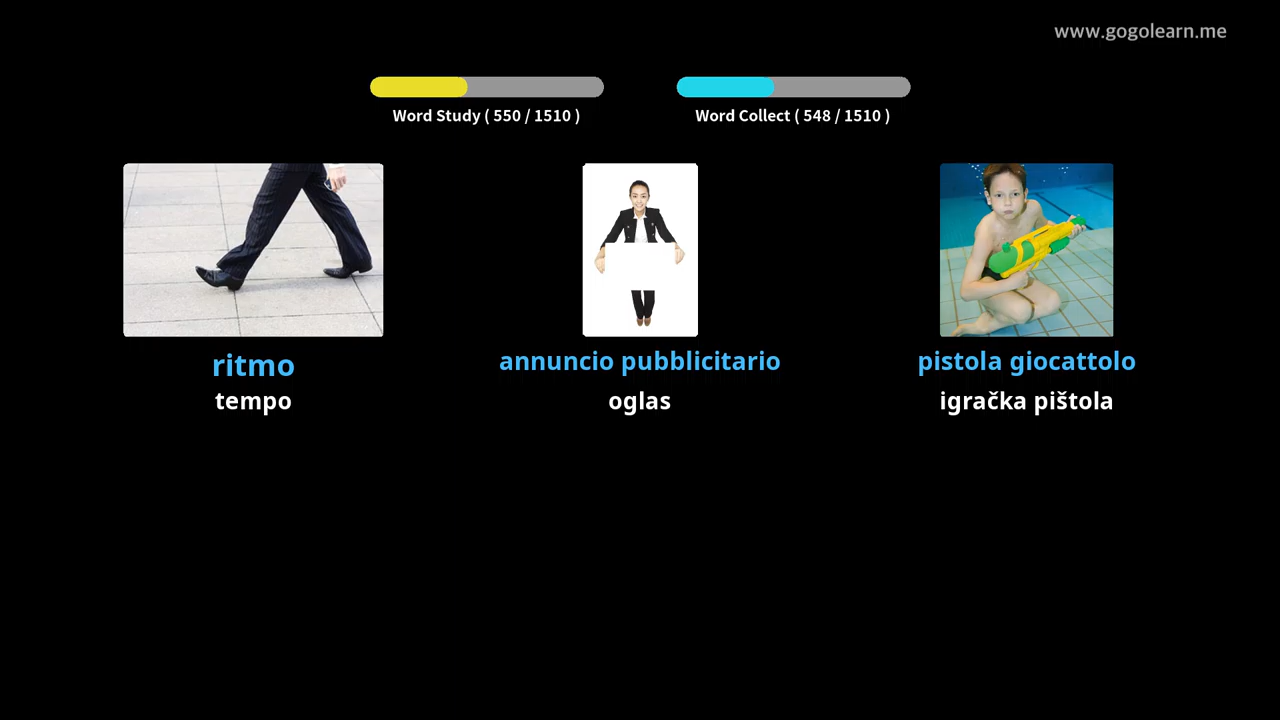 www.gogolearn.me
Word Study ( 550 / 1510 )
Word Collect ( 548 / 1510 )
ritmo
tempo
annuncio pubblicitario
oglas
pistola giocattolo
igračka pištola